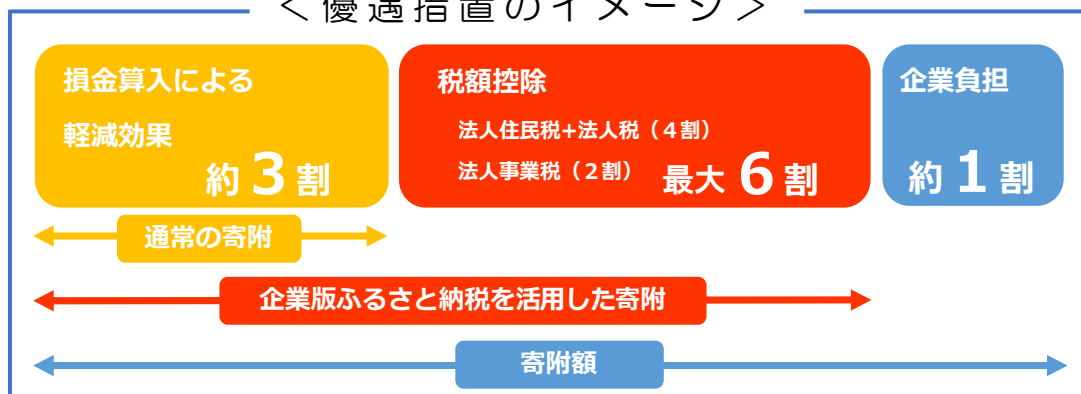 ＜優遇措置のイメージ＞
損金算入による
軽減効果
約3割
税額控除
法人住民税+法人税（４割）
法人事業税（２割）
最大6割
企業負担
約1割
通常の寄附
企業版ふるさと納税を活用した寄附
寄附額